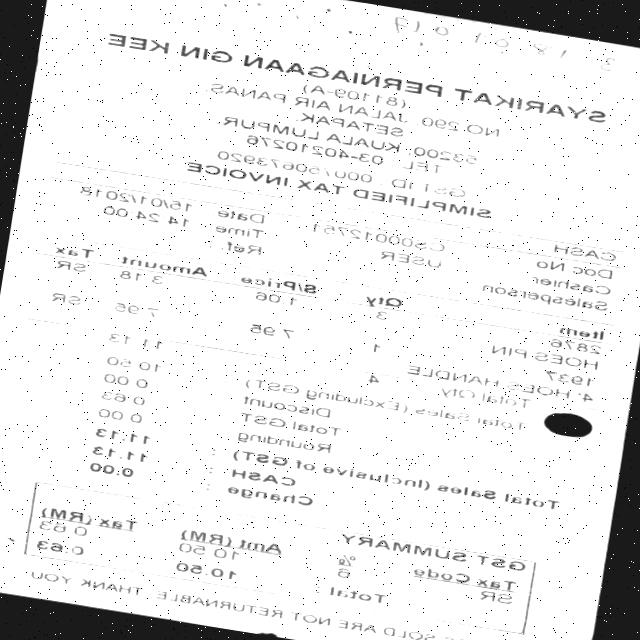 SYARIKAT PERNIAGAAN GIN KEE
(81109-A)
NO 290 JALAN AIR PANAS
SETAPAK
53200 KUALA LUMPUR
TEL 03-40210276
GST ID 000750673920
SIMPLIFIED TAX INVOICE
CASH
Doc No CS00012751 Date 15/01/2018
Cashier USER Time 14 24 00
Salesperson Ref
Item Qty S/Price Amount Tax
2876 3 1 06 3 18 SR
HOES PIN
1937 1 7 95 7 95 SR
4" HOES HANDLE
Total Qty 4 11 13
Total Sales (Excluding GST) 10 50
Discount 0 00
Total GST 0 63
Rounding 0 00
Total Sales (Inclusive of GST) : 11.13
CASH : 11.13
Change : 0.00
GST SUMMARY
Tax Code % Amt (RM) Tax (RM)
SR 6 10 50 0 63
Total 10.50 0.63
SOLD ARE NOT RETURNABLE THANK YOU